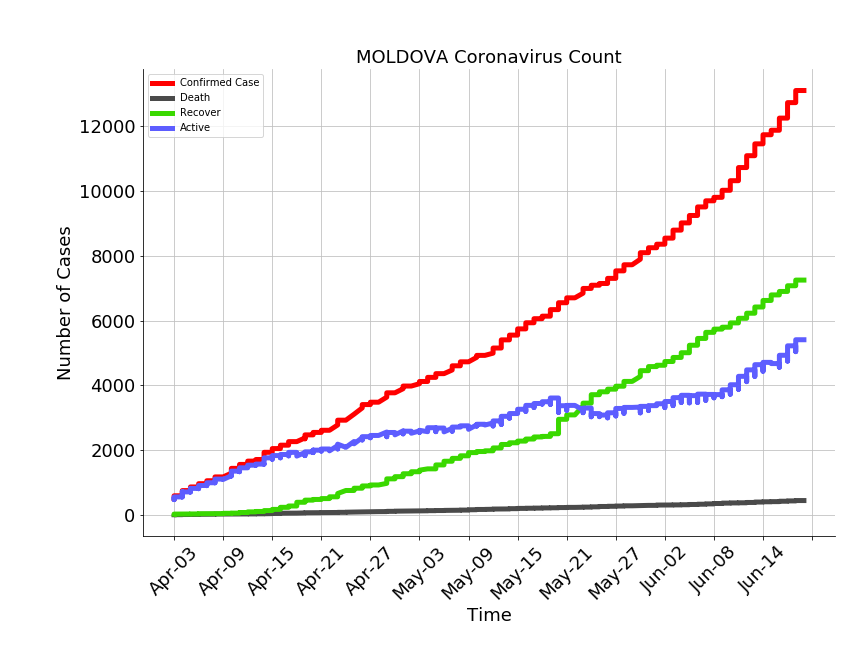 MOLDOVA Coronavirus Count
Confirmed Case
Death
Recover
Active
12000
10000
8000
6000
4000
2000
0
Number of Cases
Apr-03
Apr-09
Apr-15
Apr-21
Apr-27
May-03
May-09
May-15
May-21
May-27
Jun-02
Jun-08
Jun-14
Time